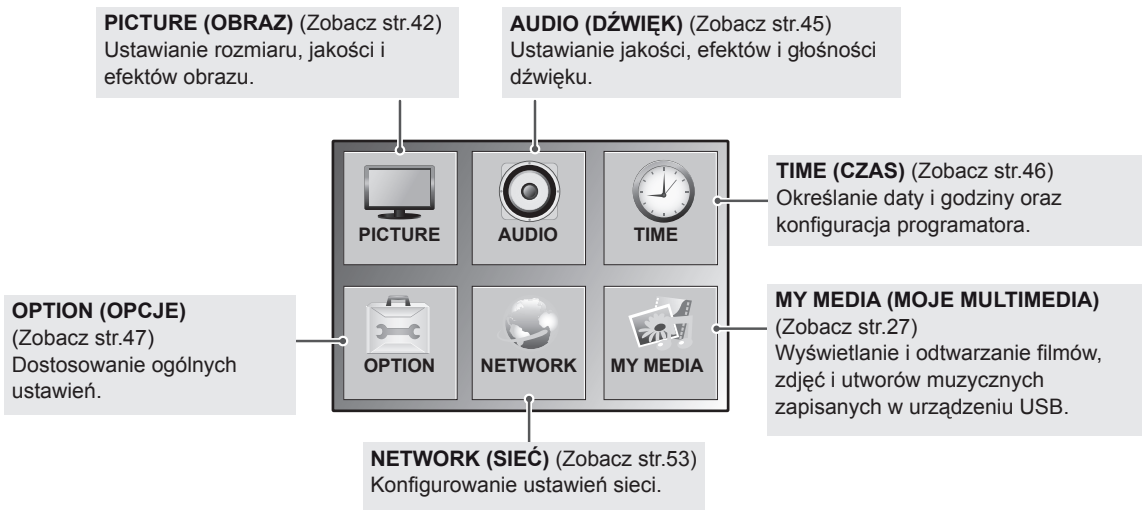 PICTURE (OBRAZ) (Zobacz str.42)
Ustawianie rozmiaru, jakości i
efektów obrazu.
AUDIO (DŹWIĘK) (Zobacz str.45)
Ustawianie jakości, efektów i głośności
dźwięku.
PICTURE
AUDIO
TIME
TIME (CZAS) (Zobacz str.46)
Określanie daty i godziny oraz
konfiguracja programatora.
OPTION (OPCJE)
(Zobacz str.47)
Dostosowanie ogólnych
ustawień.
OPTION
NETWORK
MY MEDIA
MY MEDIA (MOJE MULTIMEDIA)
(Zobacz str.27)
Wyświetlanie i odtwarzanie filmów,
zdjęć i utworów muzycznych
zapisanych w urządzeniu USB.
NETWORK (SIEĆ) (Zobacz str.53)
Konfigurowanie ustawień sieci.